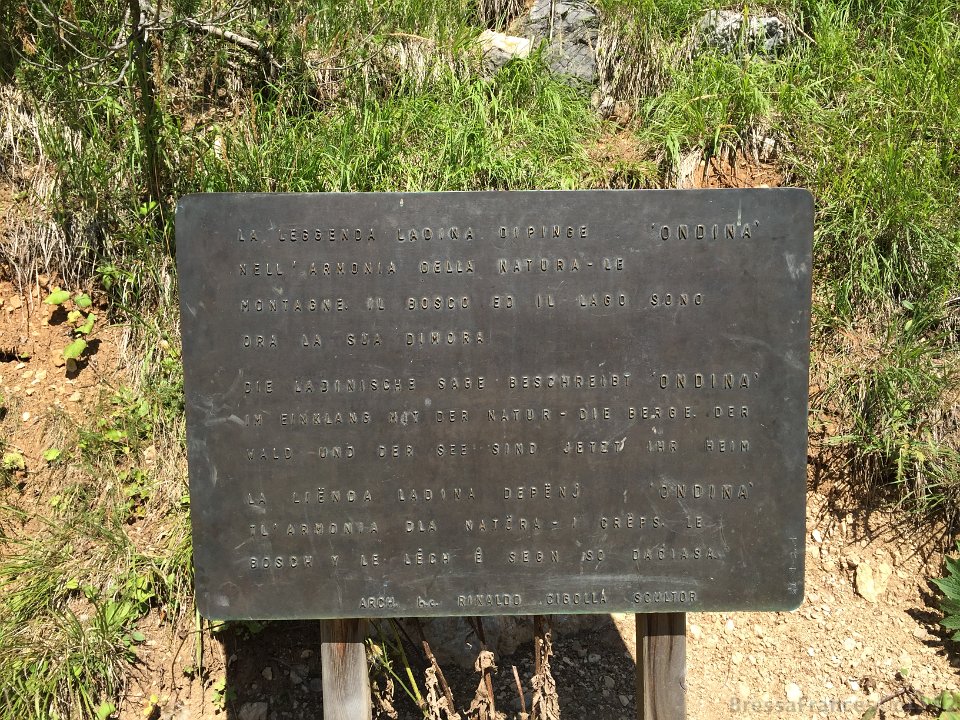 LA LEGGENDA LADINA DIPINGE "ONDINA"
NELL'ARMONIA DELLA NATURA-LE
MONTAGNE, IL BOSCO ED IL LAGO SONO
ORA LA SUA DIMORA
DIE LADINISCHE SAGE BESCHREIBT "ONDINA"
IM EINKLANG MIT DER NATUR-DIE BERGE, DER
WALD UND DER SEE SIND JETZT IHR HEIM
LA LIËNDA LADINA DEPËNJ "ONDINA"
TL'ARMONIA DLA NATÖRA-I CRËPS, LE
BOSCH Y LE LËCH Ê SEGN SÜ DACIASA
ARCH. RINALDO CIBOLLA SCULTOR